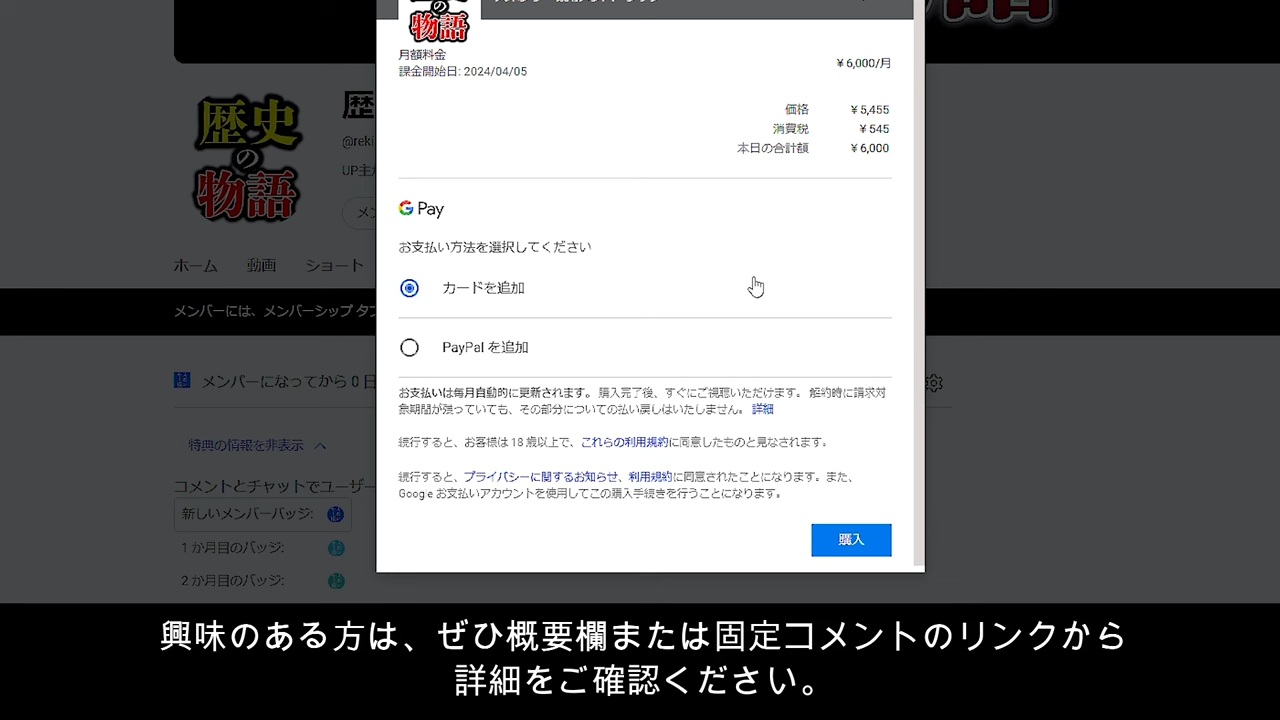 歴史
の
物語
月額料金
課金開始日: 2024/04/05
￥6,000/月
価格 ￥5,455
消費税 ￥545
本日の合計額 ￥6,000
G Pay
お支払い方法を選択してください
カードを追加
PayPal を追加
お支払いは毎月自動的に更新されます。 購入完了後、すぐにご視聴いただけます。 解約時に請求対
象期間が残っていても、その部分についての払い戻しはいたしません。 詳細
続行すると、お客様は 18 歳以上で、これらの利用規約に同意したものと見なされます。
続行すると、プライバシーに関するお知らせ、利用規約に同意されたことになります。また、
Google お支払いアカウントを使用してこの購入手続きを行うことになります。
購入
歴史
の
物語
歴
@reki
UP主
メン
ホーム 動画 ショート
メンバーには、メンバーシップ タブ
メンバーになってから 0 日
特典の情報を非表示
コメントとチャットでユーザー
新しいメンバーバッジ:
1 か月目のバッジ:
2 か月目のバッジ:
興味のある方は、ぜひ概要欄または固定コメントのリンクから
詳細をご確認ください。